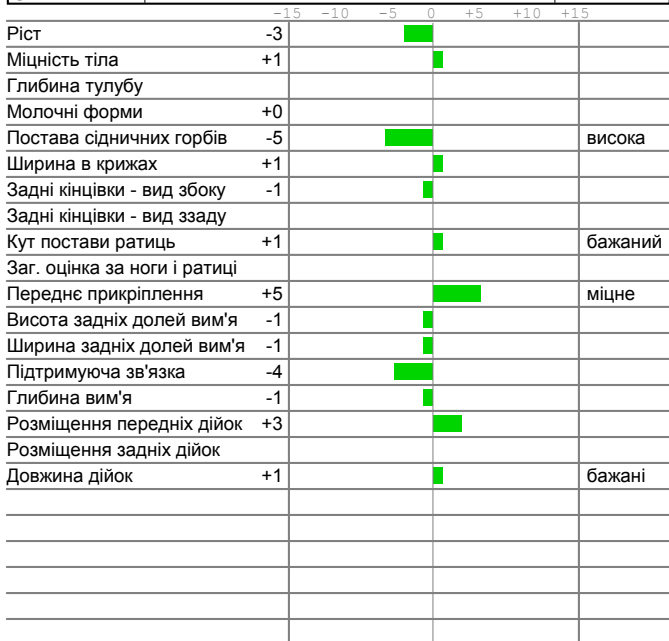 -15 -10 -5 0 +5 +10 +15
Ріст -3
Міцність тіла +1
Глибина тулубу
Молочні форми +0
Постава сідничних горбів -5 висока
Ширина в крижах +1
Задні кінцівки - вид збоку -1
Задні кінцівки - вид ззаду
Кут постави ратиць +1 бажаний
Заг. оцінка за ноги і ратиці
Переднє прикріплення +5 міцне
Висота задніх долей вим'я -1
Ширина задніх долей вим'я -1
Підтримуюча зв'язка -4
Глибина вим'я -1
Розміщення передніх дійок +3
Розміщення задніх дійок
Довжина дійок +1 бажані